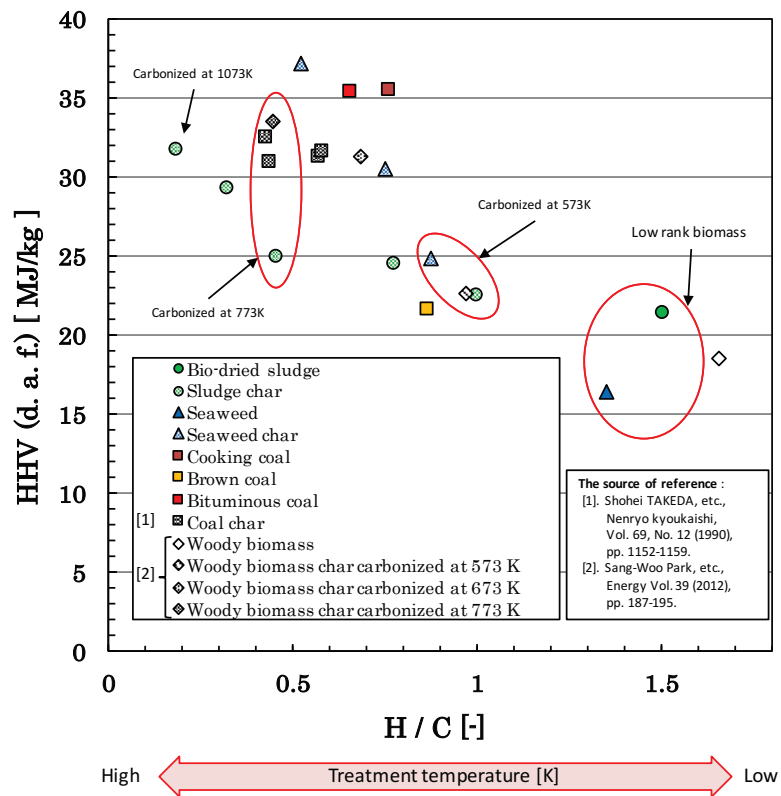 40
35
30
25
20
15
10
5
0
HHV (d. a. f.) [ MJ/kg ]
Carbonized at 1073K
Carbonized at 573K
Low rank biomass
Carbonized at 773K
Bio-dried sludge
Sludge char
Seaweed
Seaweed char
Cooking coal
Brown coal
Bituminous coal
[1] Coal char
Woody biomass
[2] Woody biomass char carbonized at 573 K
Woody biomass char carbonized at 673 K
Woody biomass char carbonized at 773 K
The source of reference :
[1]. Shohei TAKEDA, etc.,
Nenryo kyoukaishi,
Vol. 69, No. 12 (1990),
pp. 1152-1159.
[2]. Sang-Woo Park, etc.,
Energy Vol. 39 (2012),
pp. 187-195.
0 0.5 1 1.5
H / C [-]
High Treatment temperature [K] Low